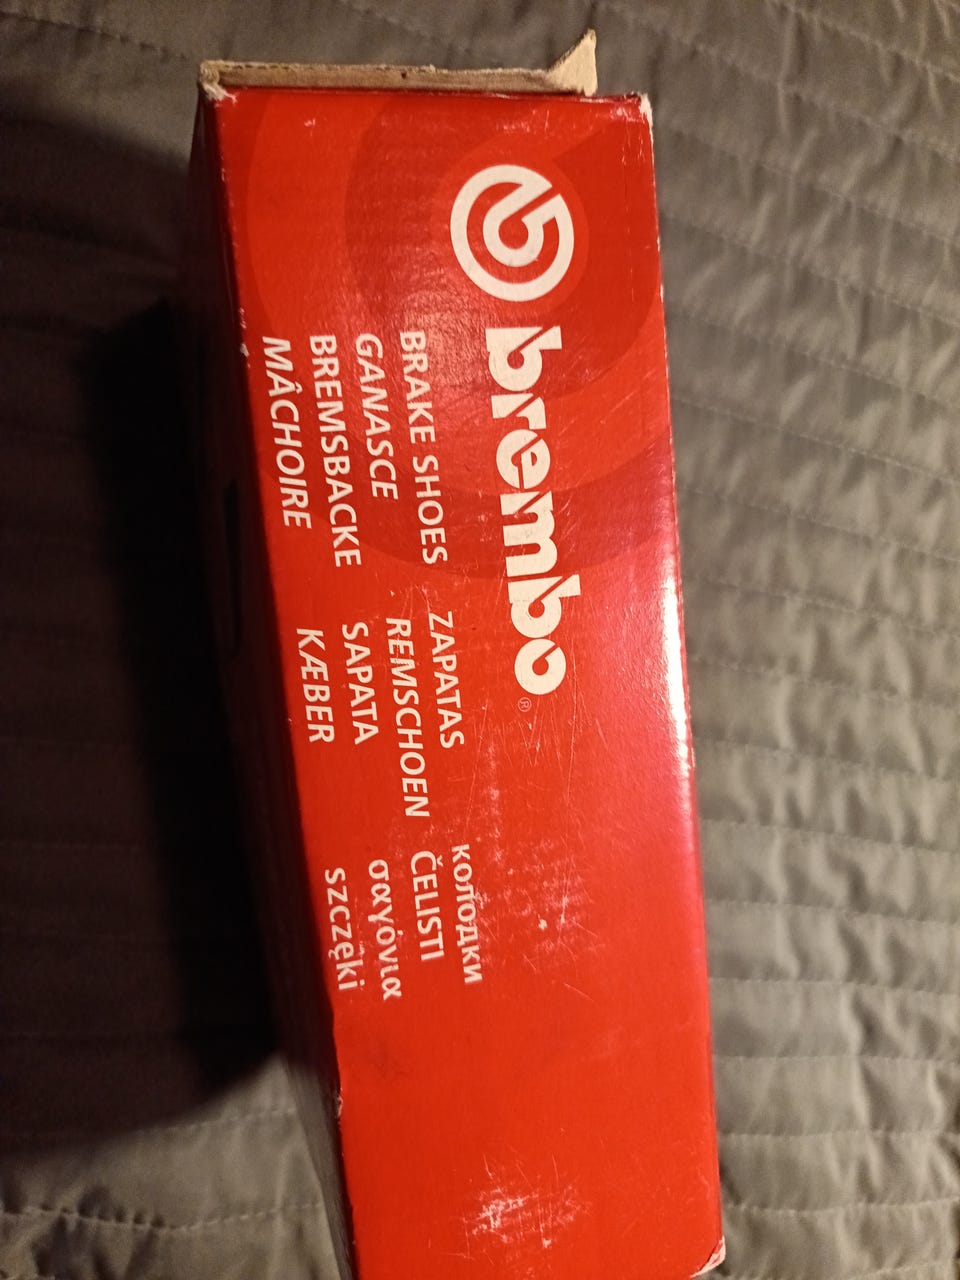 brembo®
BRAKE SHOES
GANASCE
BREMSBACKE
MÂCHOIRE
ZAPATAS
REMSCHOEN
SAPATA
KÆBER
колодки
ČELISTI
σαγόνια
szczęki